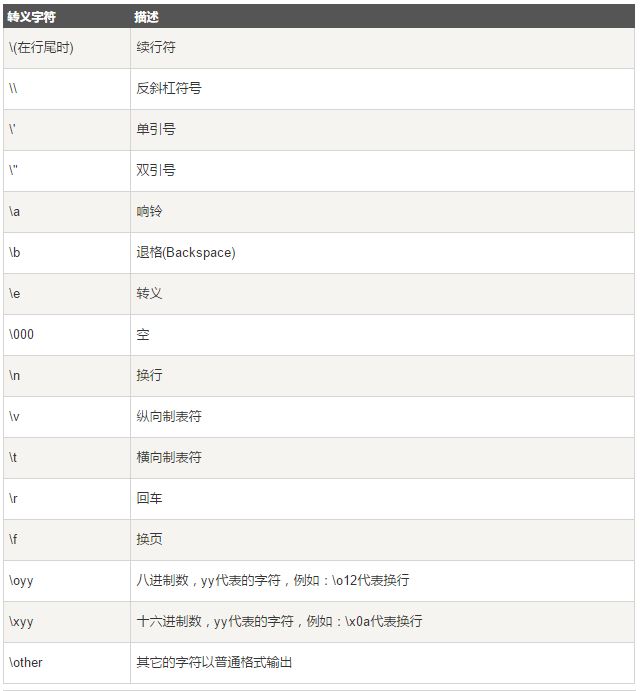 转义字符 描述
\(在行尾时) 续行符
\\ 反斜杠符号
\' 单引号
\" 双引号
\a 响铃
\b 退格(Backspace)
\e 转义
\000 空
\n 换行
\v 纵向制表符
\t 横向制表符
\r 回车
\f 换页
\oyy 八进制数，yy代表的字符，例如：\o12代表换行
\xyy 十六进制数，yy代表的字符，例如：\x0a代表换行
\other 其它的字符以普通格式输出